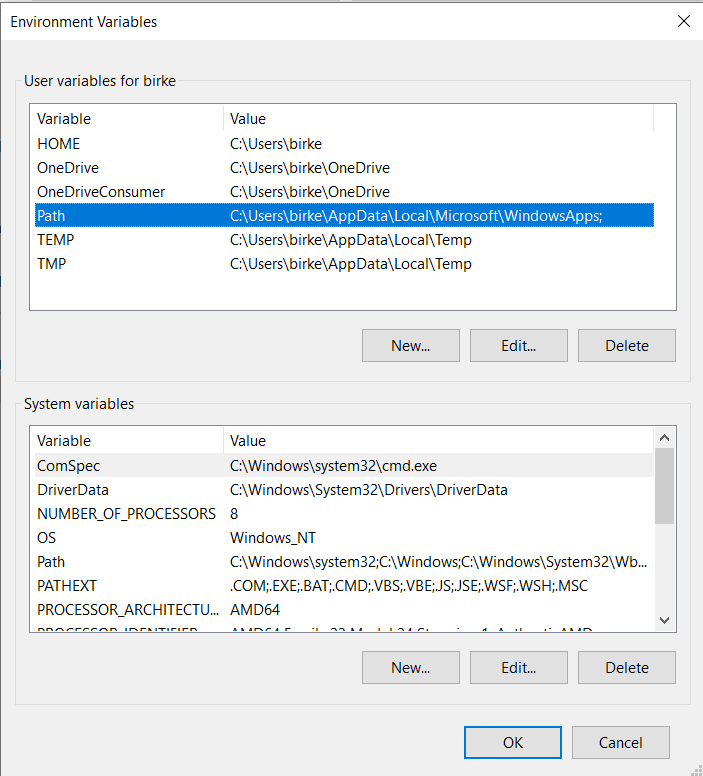 Environment Variables
User variables for birke
Variable Value
HOME C:\Users\birke
OneDrive C:\Users\birke\OneDrive
OneDriveConsumer C:\Users\birke\OneDrive
Path C:\Users\birke\AppData\Local\Microsoft\WindowsApps;
TEMP C:\Users\birke\AppData\Local\Temp
TMP C:\Users\birke\AppData\Local\Temp
New... Edit... Delete
System variables
Variable Value
ComSpec C:\Windows\system32\cmd.exe
DriverData C:\Windows\System32\Drivers\DriverData
NUMBER_OF_PROCESSORS 8
OS Windows_NT
Path C:\Windows\system32;C:\Windows;C:\Windows\System32\Wb...
PATHEXT .COM;.EXE;.BAT;.CMD;.VBS;.VBE;.JS;.JSE;.WSF;.WSH;.MSC
PROCESSOR_ARCHITECTU... AMD64
New... Edit... Delete
OK Cancel